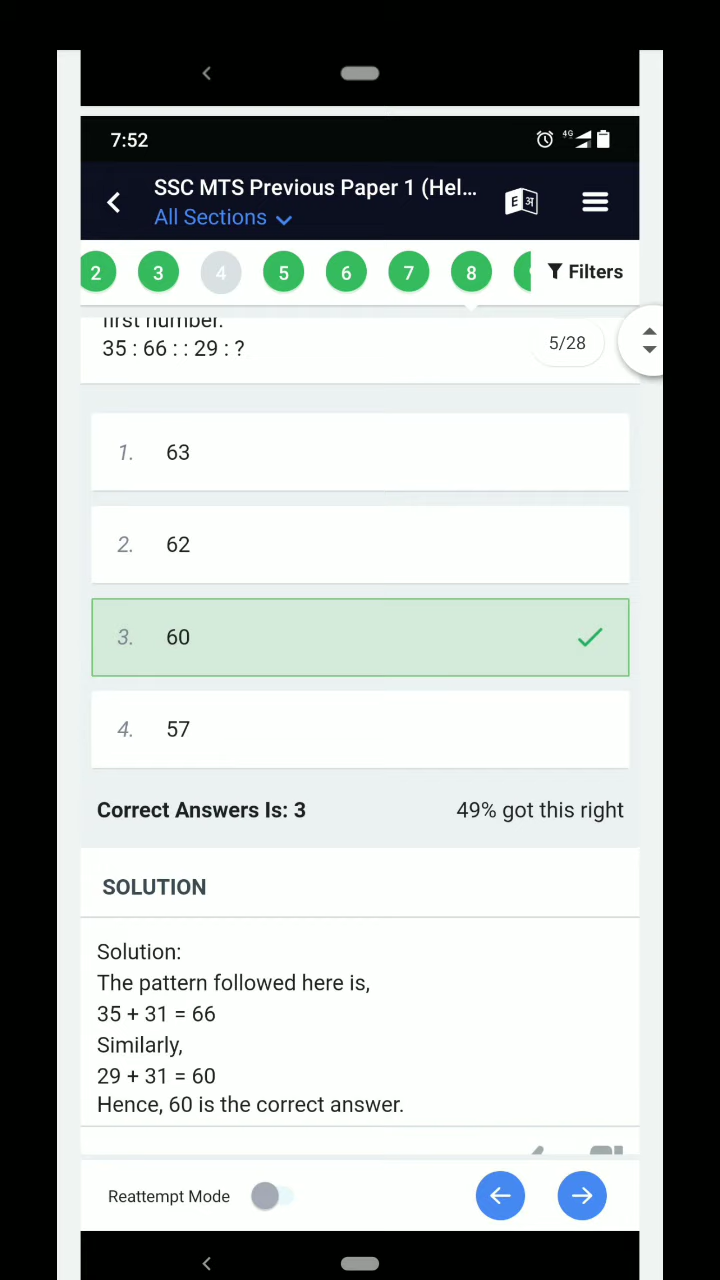 7:52
4G
SSC MTS Previous Paper 1 (Hel...
E अ
All Sections
2 3 4 5 6 7 8
Filters
first number.
35 : 66 : : 29 : ?
5/28
1. 63
2. 62
3. 60
4. 57
Correct Answers Is: 3
49% got this right
SOLUTION
Solution:
The pattern followed here is,
35 + 31 = 66
Similarly,
29 + 31 = 60
Hence, 60 is the correct answer.
Reattempt Mode